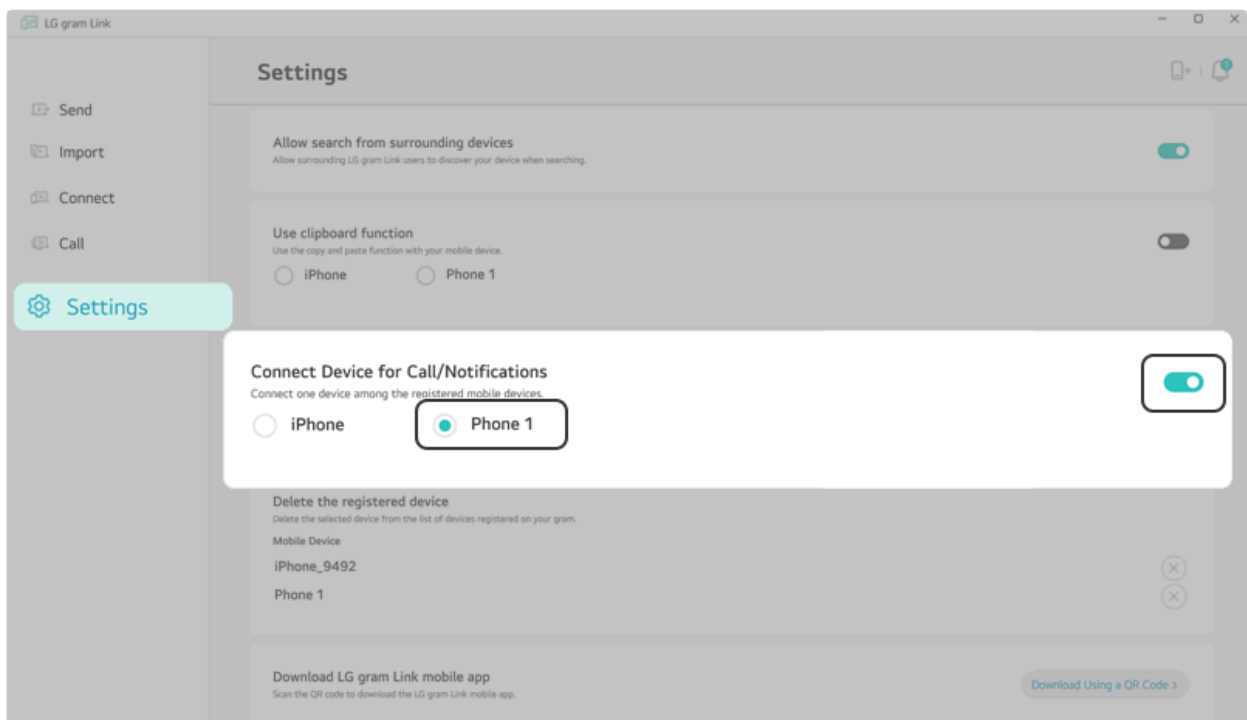 LG gram Link
Settings
1
Send
Import
Connect
Call
Settings
Allow search from surrounding devices
Allow surrounding LG gram Link users to discover your device when searching.
Use clipboard function
Use the copy and paste function with your mobile device.
iPhone Phone 1
Connect Device for Call/Notifications
Connect one device among the registered mobile devices.
iPhone Phone 1
Delete the registered device
Delete the selected device from the list of devices registered on your gram.
Mobile Device
iPhone_9492
Phone 1
Download LG gram Link mobile app
Scan the QR code to download the LG gram Link mobile app.
Download Using a QR Code >